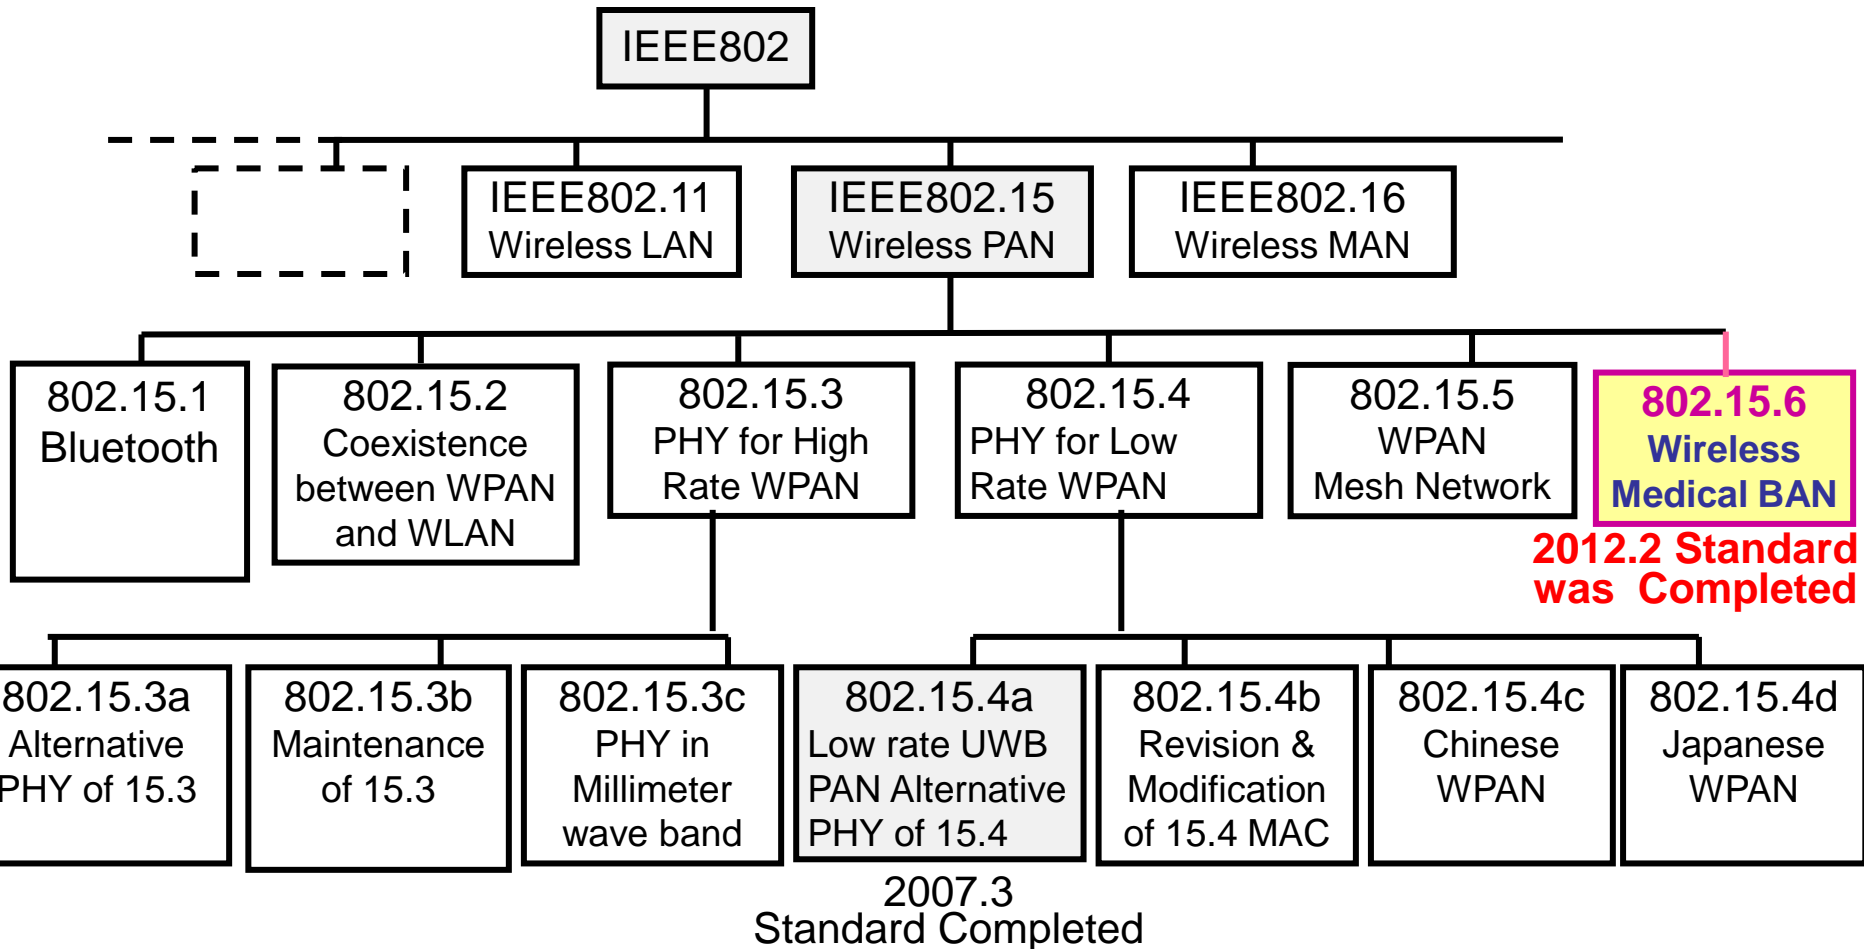 IEEE802
IEEE802.11
Wireless LAN
IEEE802.15
Wireless PAN
IEEE802.16
Wireless MAN
802.15.1
Bluetooth
802.15.2
Coexistence
between WPAN
and WLAN
802.15.3
PHY for High
Rate WPAN
802.15.4
PHY for Low
Rate WPAN
802.15.5
WPAN
Mesh Network
802.15.6
Wireless
Medical BAN
2012.2 Standard
was Completed
802.15.3a
Alternative
PHY of 15.3
802.15.3b
Maintenance
of 15.3
802.15.3c
PHY in
Millimeter
wave band
802.15.4a
Low rate UWB
PAN Alternative
PHY of 15.4
802.15.4b
Revision &
Modification
of 15.4 MAC
802.15.4c
Chinese
WPAN
802.15.4d
Japanese
WPAN
2007.3
Standard Completed